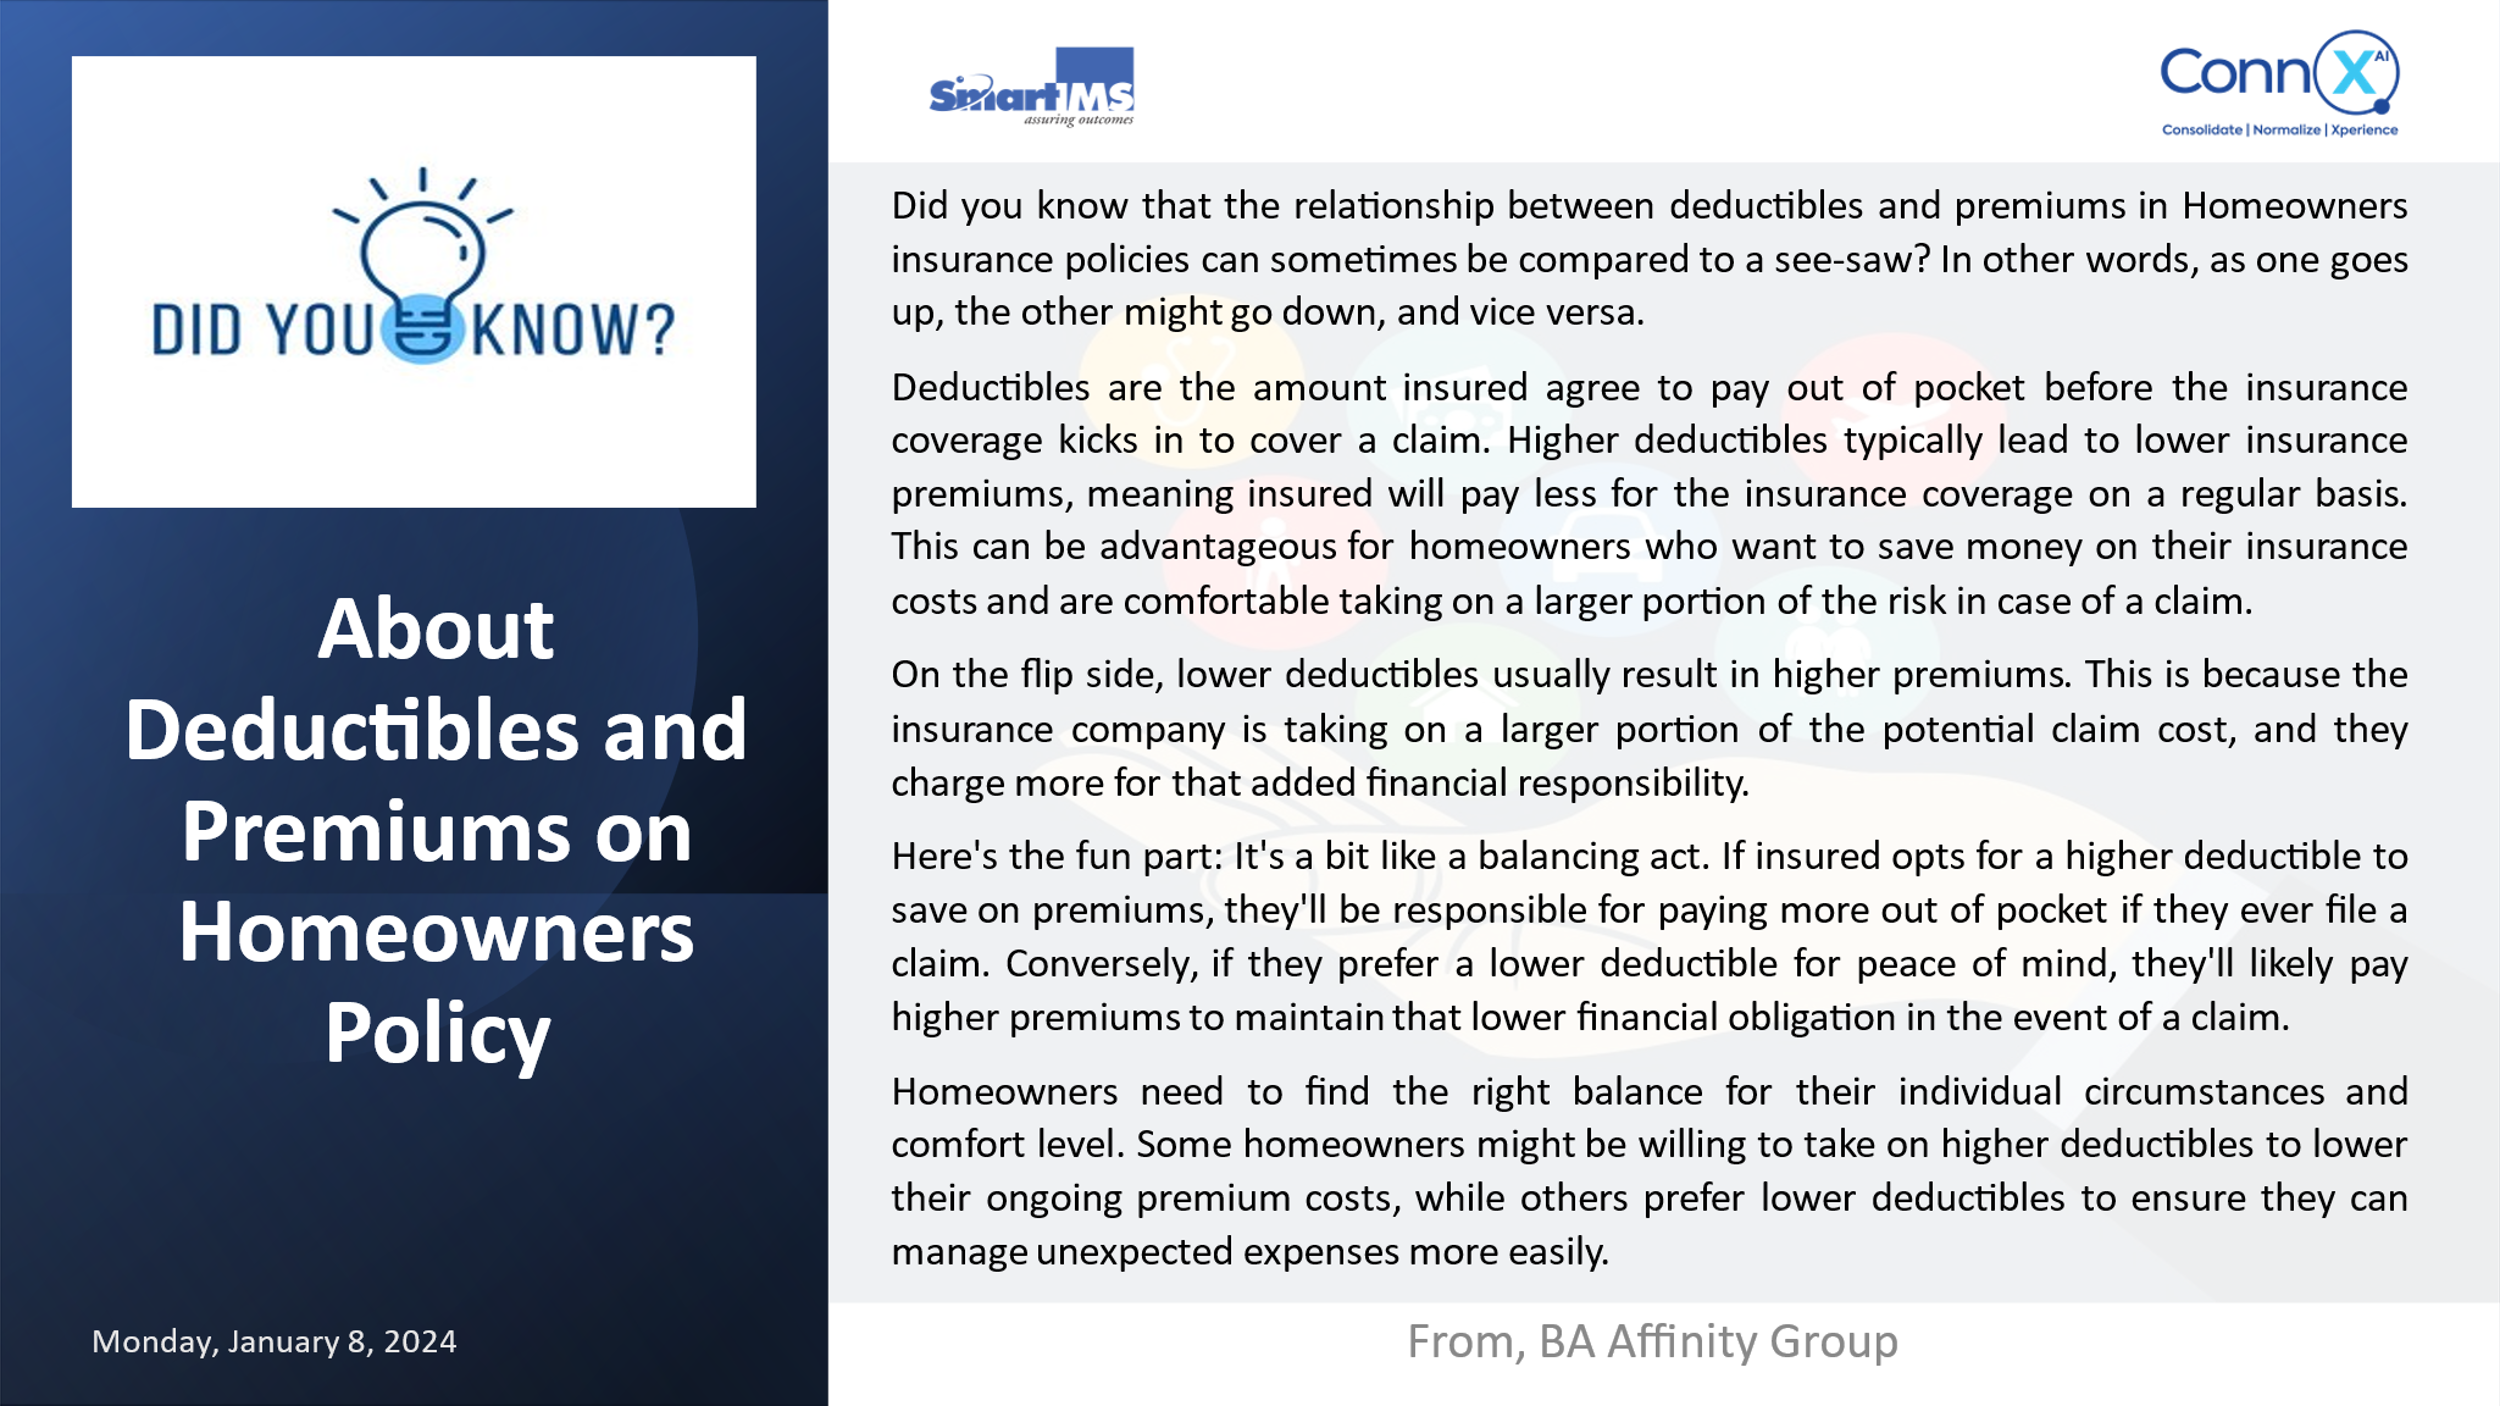 DID YOU KNOW?
About
Deductibles and
Premiums on
Homeowners
Policy
Monday, January 8, 2024
SmartIMS
assuring outcomes
ConnX AI
Consolidate | Normalize | Xperience
Did you know that the relationship between deductibles and premiums in Homeowners
insurance policies can sometimes be compared to a see-saw? In other words, as one goes
up, the other might go down, and vice versa.
Deductibles are the amount insured agree to pay out of pocket before the insurance
coverage kicks in to cover a claim. Higher deductibles typically lead to lower insurance
premiums, meaning insured will pay less for the insurance coverage on a regular basis.
This can be advantageous for homeowners who want to save money on their insurance
costs and are comfortable taking on a larger portion of the risk in case of a claim.
On the flip side, lower deductibles usually result in higher premiums. This is because the
insurance company is taking on a larger portion of the potential claim cost, and they
charge more for that added financial responsibility.
Here's the fun part: It's a bit like a balancing act. If insured opts for a higher deductible to
save on premiums, they'll be responsible for paying more out of pocket if they ever file a
claim. Conversely, if they prefer a lower deductible for peace of mind, they'll likely pay
higher premiums to maintain that lower financial obligation in the event of a claim.
Homeowners need to find the right balance for their individual circumstances and
comfort level. Some homeowners might be willing to take on higher deductibles to lower
their ongoing premium costs, while others prefer lower deductibles to ensure they can
manage unexpected expenses more easily.
From, BA Affinity Group